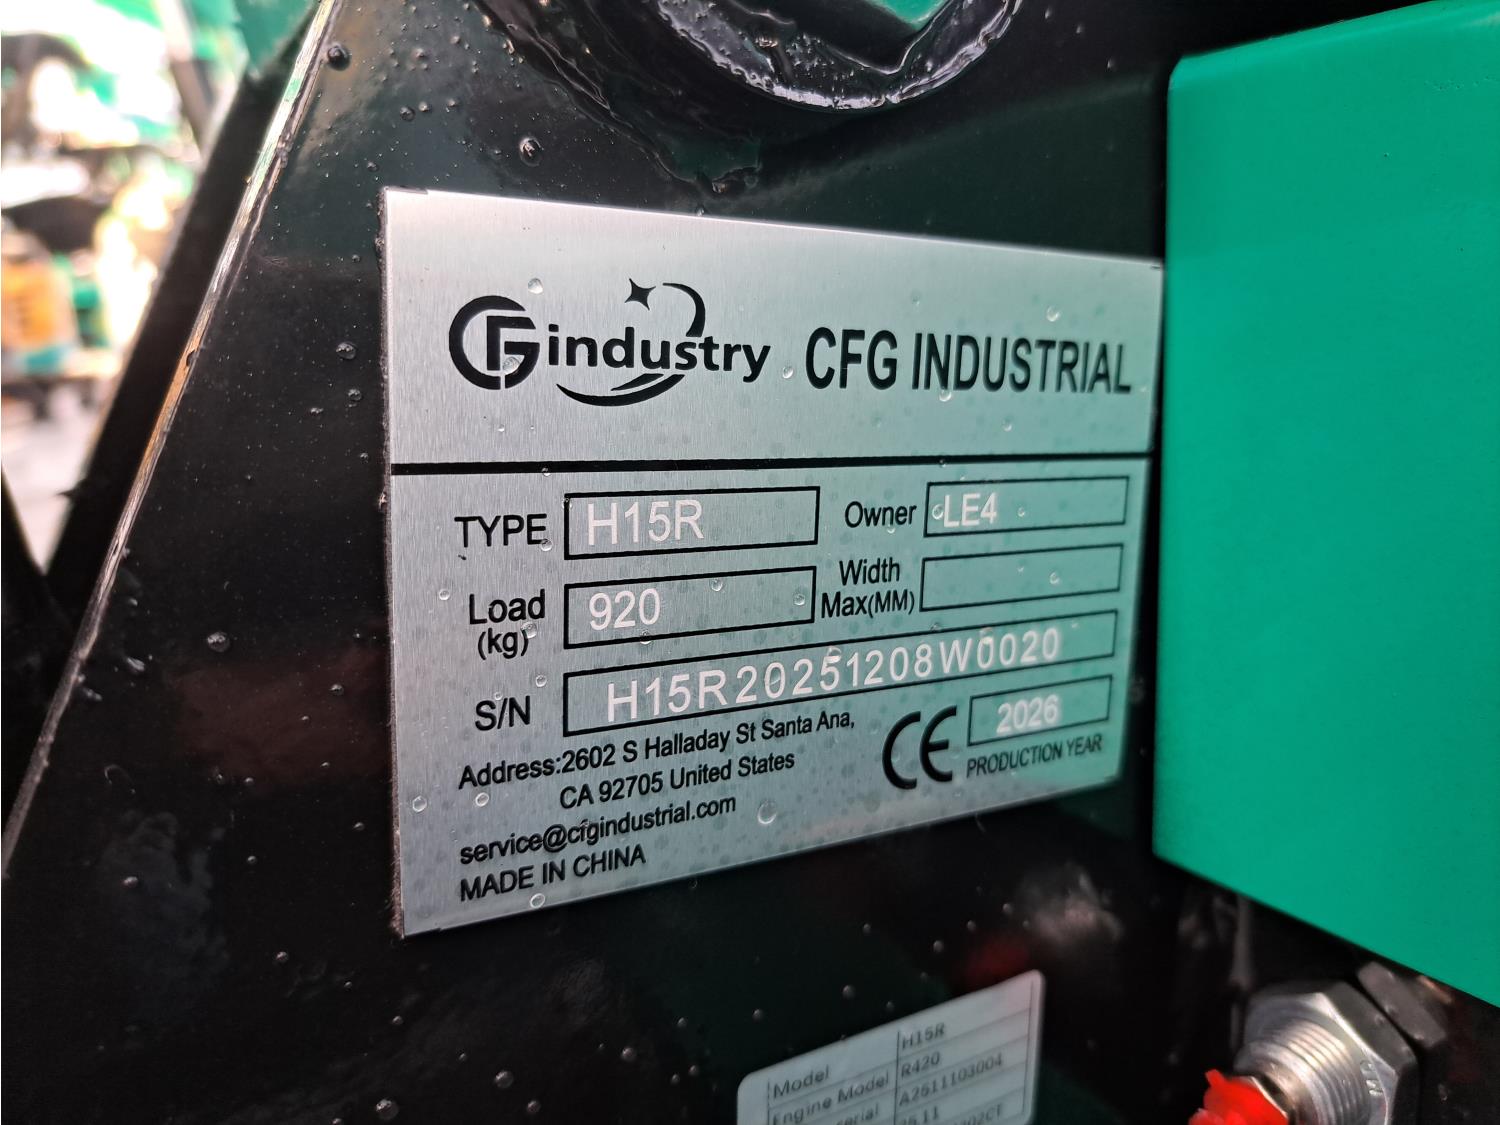 CFGindustry CFG INDUSTRIAL
TYPE H15R Owner LE4
Load (kg) 920 Width Max(MM)
S/N H15R20251208W0020
Address:2602 S Halladay St Santa Ana,
CA 92705 United States
CE 2026
PRODUCTION YEAR
service@cfgindustrial.com
MADE IN CHINA
Model H15R
Engine Model R420
A2511103004